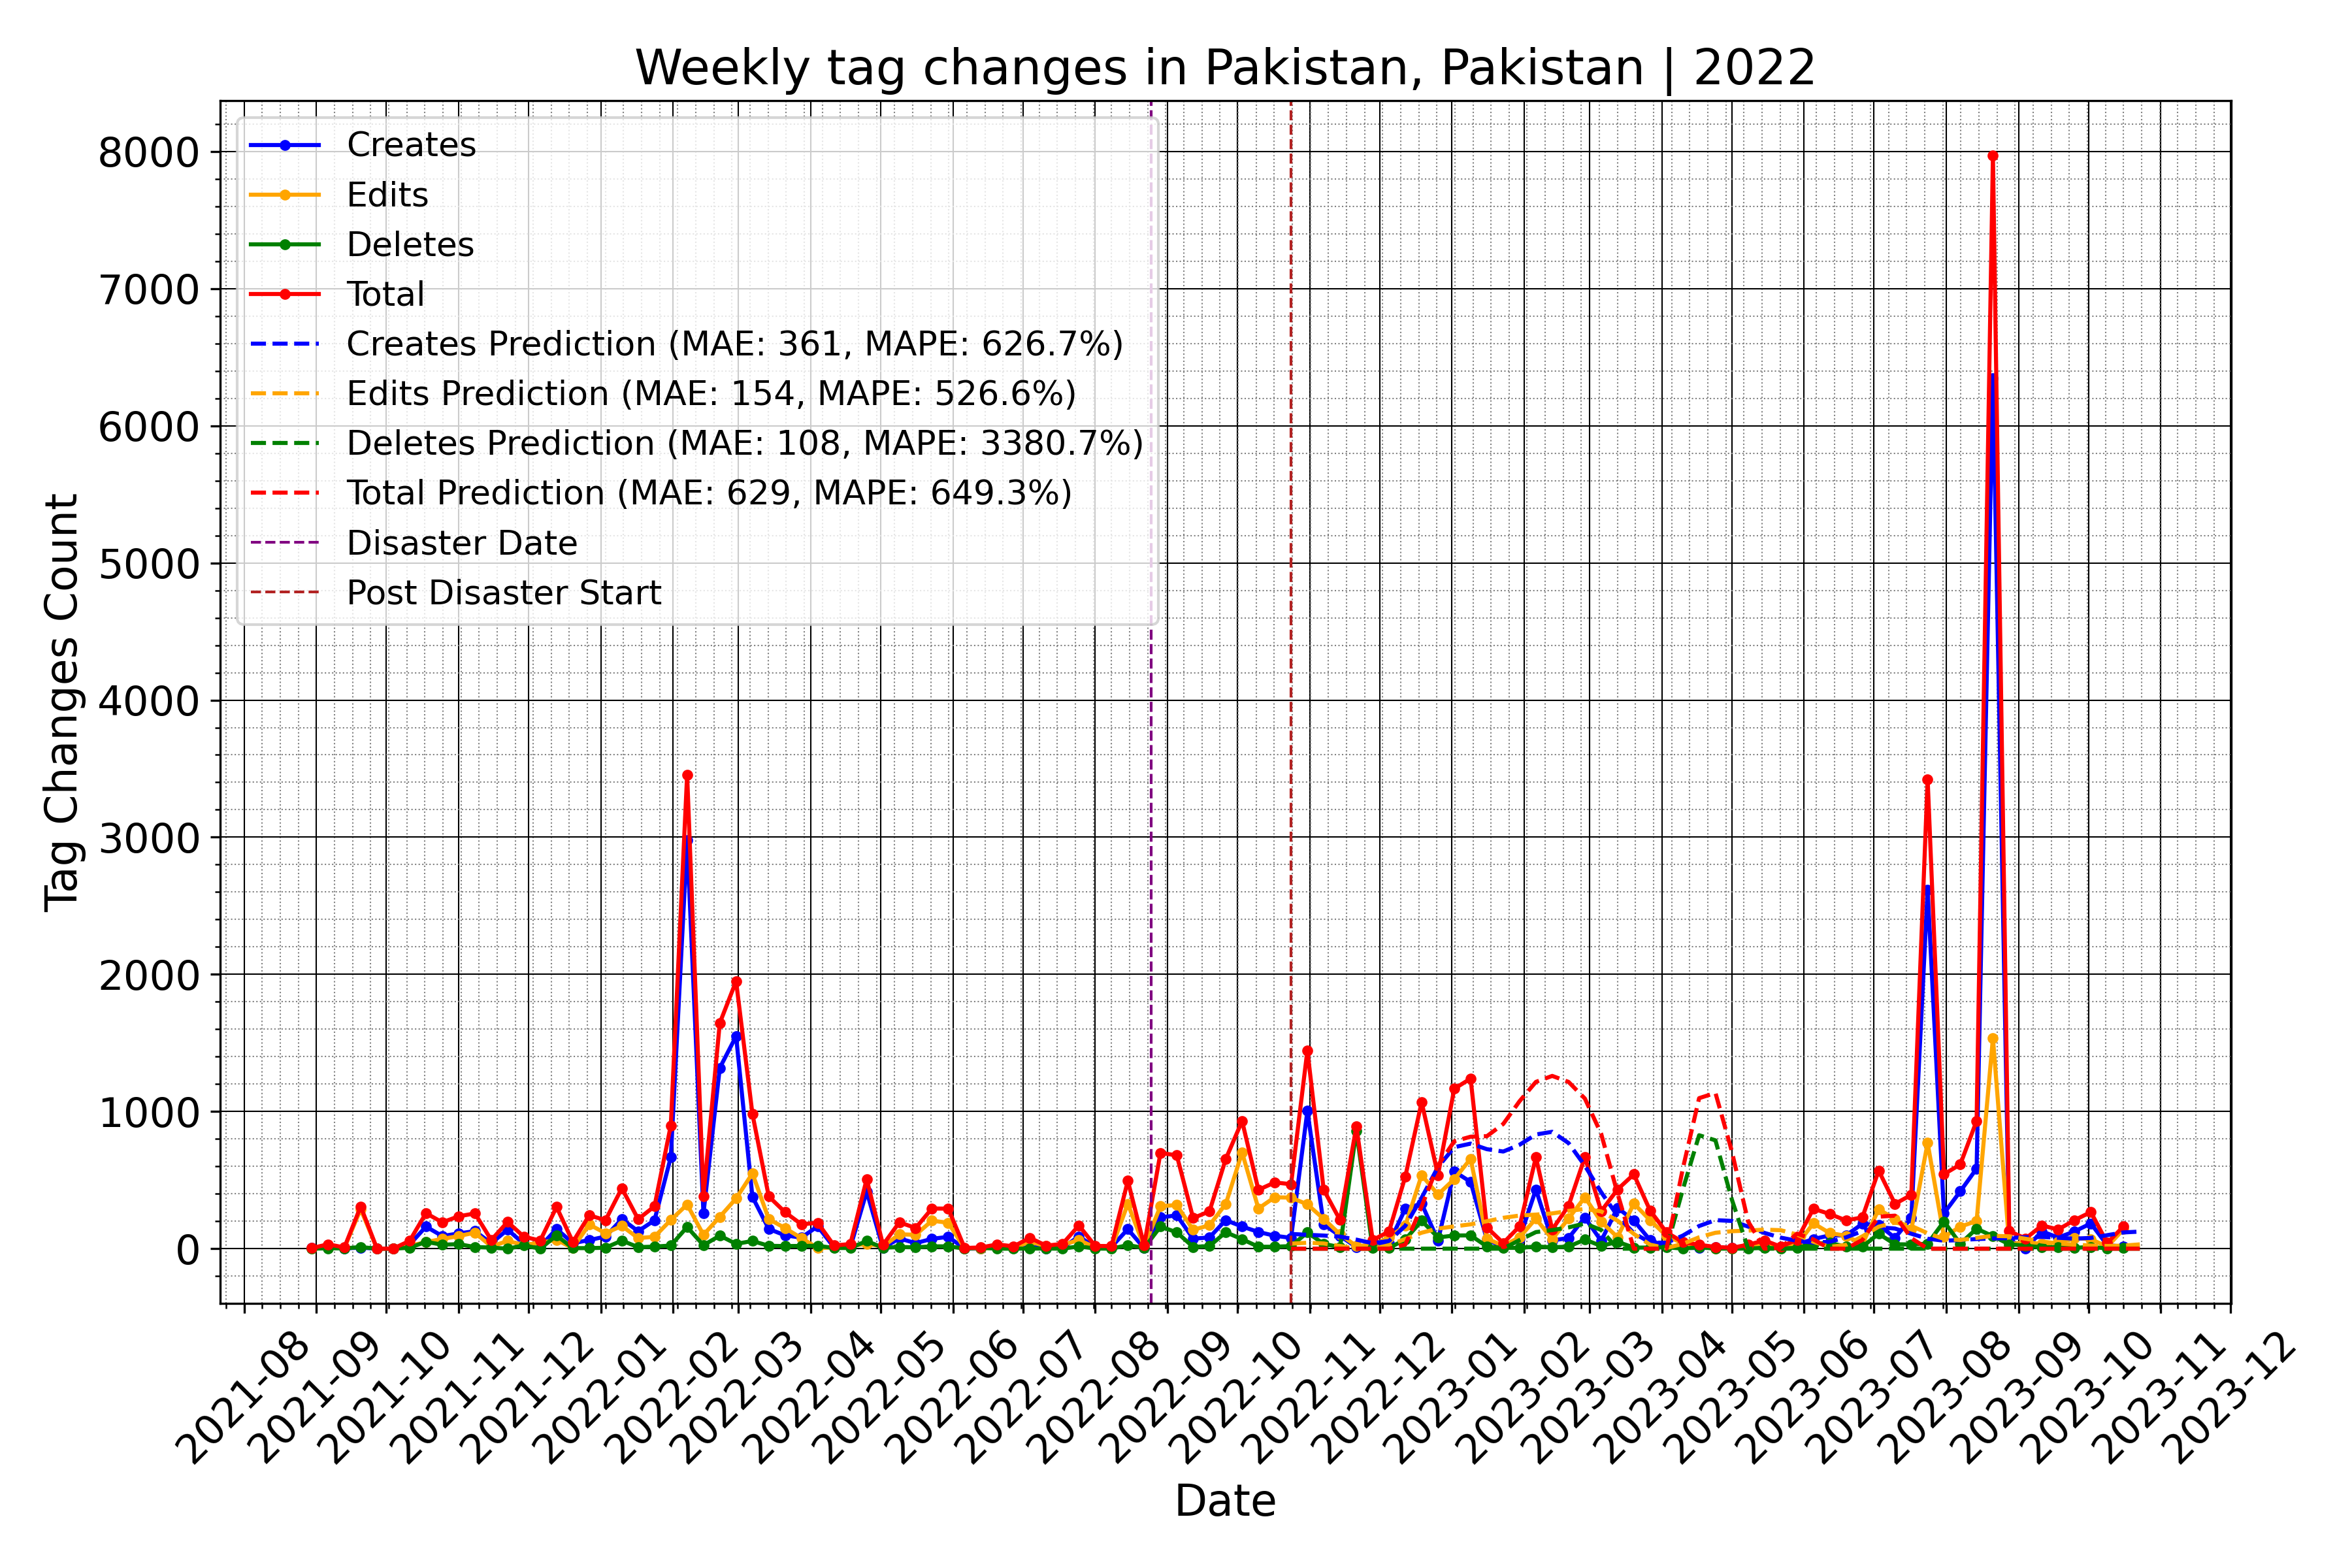 Weekly tag changes in Pakistan, Pakistan | 2022
Tag Changes Count
8000
7000
6000
5000
4000
3000
2000
1000
0
Creates
Edits
Deletes
Total
Creates Prediction (MAE: 361, MAPE: 626.7%)
Edits Prediction (MAE: 154, MAPE: 526.6%)
Deletes Prediction (MAE: 108, MAPE: 3380.7%)
Total Prediction (MAE: 629, MAPE: 649.3%)
Disaster Date
Post Disaster Start
2021-08
2021-09
2021-10
2021-11
2021-12
2022-01
2022-02
2022-03
2022-04
2022-05
2022-06
2022-07
2022-08
2022-09
2022-10
2022-11
2022-12
2023-01
2023-02
2023-03
2023-04
2023-05
2023-06
2023-07
2023-08
2023-09
2023-10
2023-11
2023-12
Date